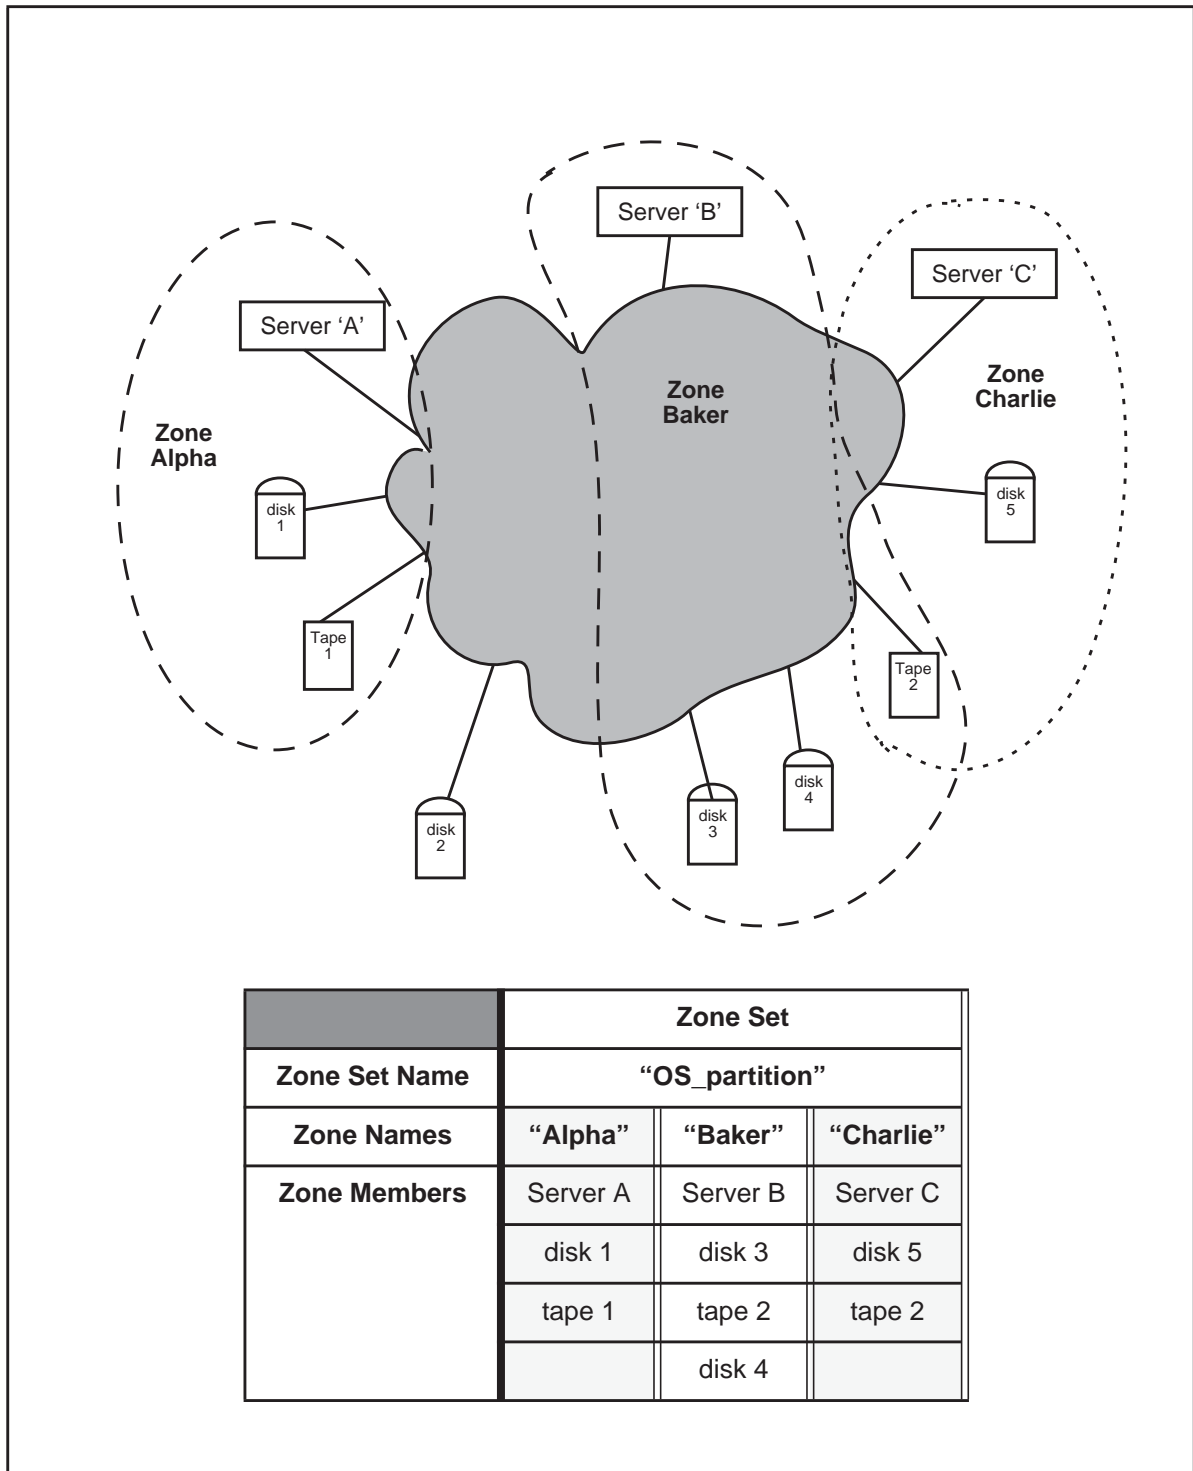 Server ‘B’
Server ‘C’
Server ‘A’
Zone
Baker
Zone
Charlie
Zone
Alpha
disk
1
disk
5
Tape
1
Tape
2
disk
4
disk
3
disk
2
Zone Set
Zone Set Name “OS_partition”
Zone Names “Alpha” “Baker” “Charlie”
Zone Members Server A Server B Server C
disk 1 disk 3 disk 5
tape 1 tape 2 tape 2
disk 4